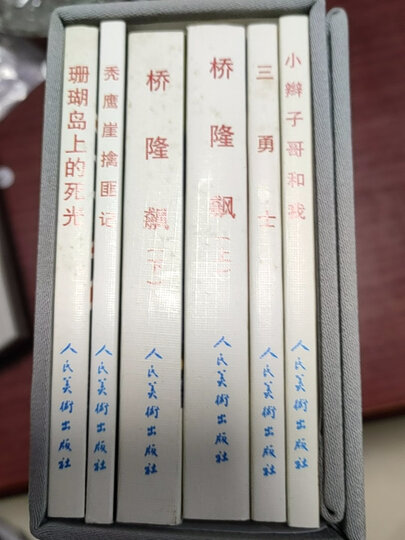 珊瑚岛上的死光
人民美術出版社
秃鹰崖擒匪记
人民美術出版社
桥隆飙(下)
人民美術出版社
桥隆飙(上)
人民美術出版社
三勇士
人民美術出版社
小辫子哥和我
人民美術出版社